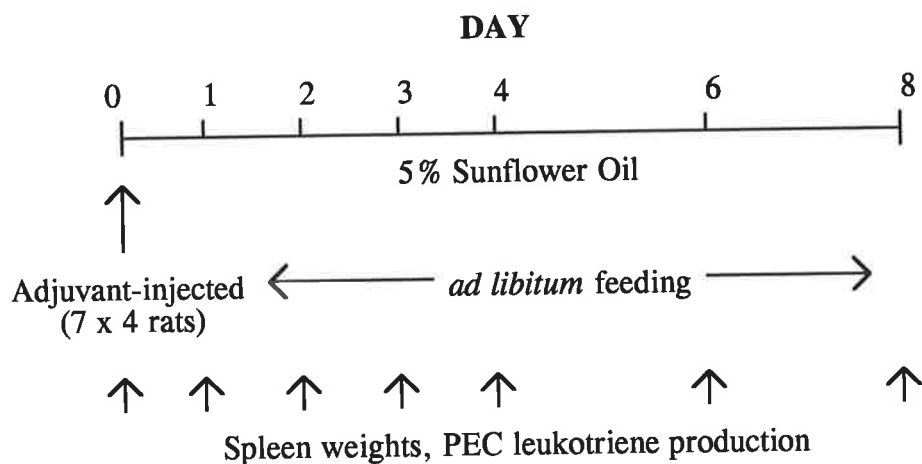 DAY
0 1 2 3 4 6 8
5% Sunflower Oil
Adjuvant-injected
(7 x 4 rats)
ad libitum feeding
Spleen weights, PEC leukotriene production